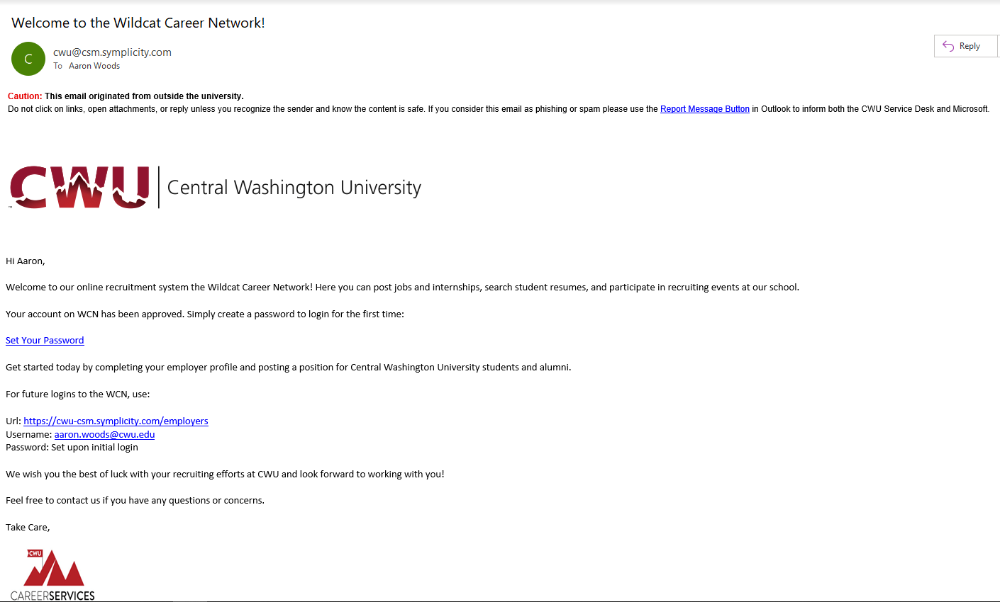 Welcome to the Wildcat Career Network!
C
cwu@csm.symplicity.com
To Aaron Woods
Reply
Caution: This email originated from outside the university.
Do not click on links, open attachments, or reply unless you recognize the sender and know the content is safe. If you consider this email as phishing or spam please use the Report Message Button in Outlook to inform both the CWU Service Desk and Microsoft.
CWU Central Washington University
TM
Hi Aaron,
Welcome to our online recruitment system the Wildcat Career Network! Here you can post jobs and internships, search student resumes, and participate in recruiting events at our school.
Your account on WCN has been approved. Simply create a password to login for the first time:
Set Your Password
Get started today by completing your employer profile and posting a position for Central Washington University students and alumni.
For future logins to the WCN, use:
Url: https://cwu-csm.symplicity.com/employers
Username: aaron.woods@cwu.edu
Password: Set upon initial login
We wish you the best of luck with your recruiting efforts at CWU and look forward to working with you!
Feel free to contact us if you have any questions or concerns.
Take Care,
CWU
CAREERSERVICES